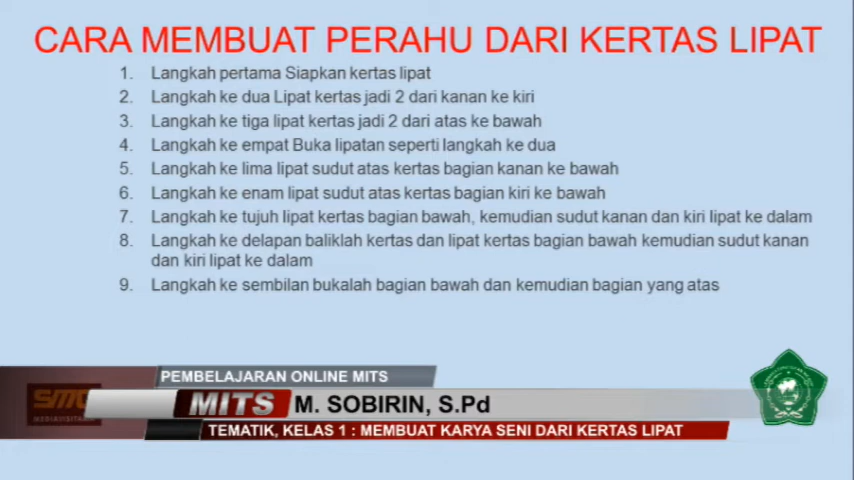 CARA MEMBUAT PERAHU DARI KERTAS LIPAT
1. Langkah pertama Siapkan kertas lipat
2. Langkah ke dua Lipat kertas jadi 2 dari kanan ke kiri
3. Langkah ke tiga lipat kertas jadi 2 dari atas ke bawah
4. Langkah ke empat Buka lipatan seperti langkah ke dua
5. Langkah ke lima lipat sudut atas kertas bagian kanan ke bawah
6. Langkah ke enam lipat sudut atas kertas bagian kiri ke bawah
7. Langkah ke tujuh lipat kertas bagian bawah, kemudian sudut kanan dan kiri lipat ke dalam
8. Langkah ke delapan baliklah kertas dan lipat kertas bagian bawah kemudian sudut kanan
dan kiri lipat ke dalam
9. Langkah ke sembilan bukalah bagian bawah dan kemudian bagian yang atas
PEMBELAJARAN ONLINE MITS
MITS M. SOBIRIN, S.Pd
TEMATIK, KELAS 1 : MEMBUAT KARYA SENI DARI KERTAS LIPAT